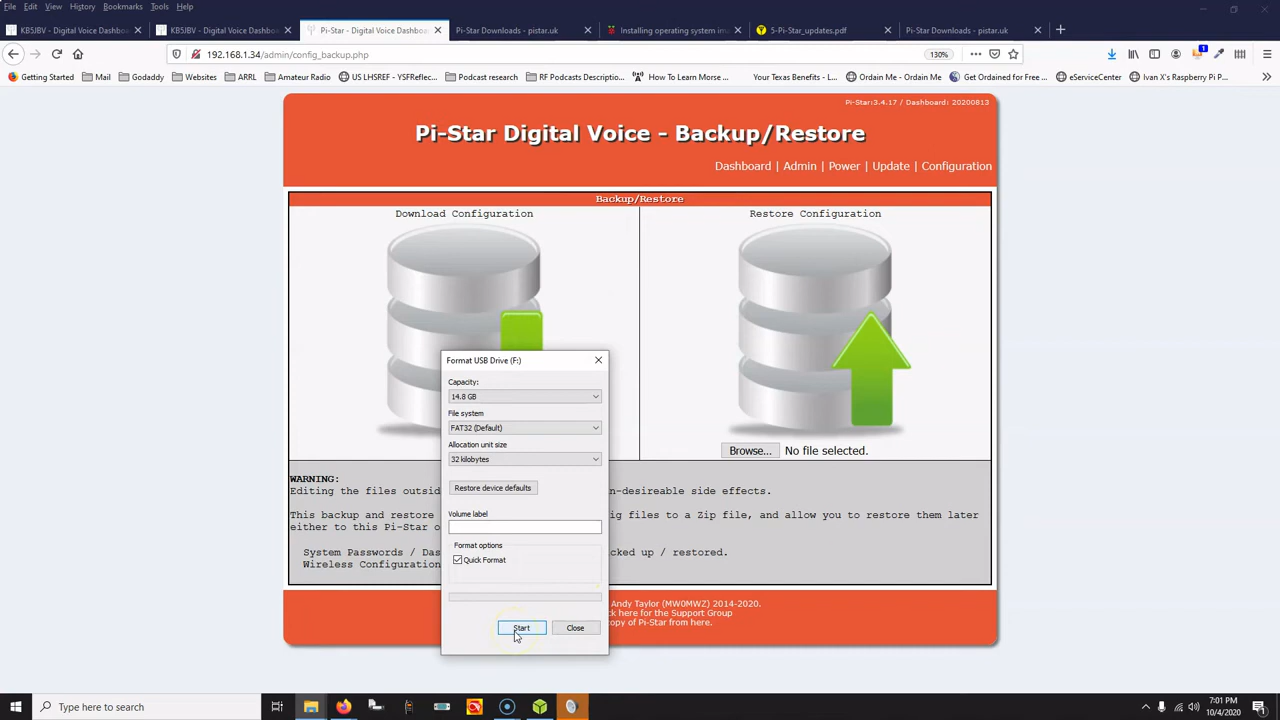 File Edit View History Bookmarks Tools Help
KB5JBV - Digital Voice Dashbo
KB5JBV - Digital Voice Dashbo
Pi-Star - Digital Voice Dashboa
Pi-Star Downloads - pistar.uk
Installing operating system im
5-Pi-Star_updates.pdf
Pi-Star Downloads - pistar.uk
192.168.1.34/admin/config_backup.php
130%
Getting Started Mail Godaddy Websites ARRL Amateur Radio US LHSREF - YSFReflec... Podcast research RF Podcasts Descriptio... How To Learn Morse ... Your Texas Benefits - L... Ordain Me - Ordain Me Get Ordained for Free ... eServiceCenter Ivan X's Raspberry Pi P...
Pi-Star:3.4.17 / Dashboard: 20200813
Pi-Star Digital Voice - Backup/Restore
Dashboard | Admin | Power | Update | Configuration
Backup/Restore
Download Configuration
Restore Configuration
Format USB Drive (F:)
Capacity:
14.8 GB
File system
FAT32 (Default)
Allocation unit size
32 kilobytes
Restore device defaults
Volume label
Format options
Quick Format
Start Close
Browse... No file selected.
WARNING:
Editing the files outsid n-desireable side effects.
This backup and restore ig files to a Zip file, and allow you to restore them later
either to this Pi-Star o
System Passwords / Das cked up / restored.
Wireless Configuration
Andy Taylor (MW0MWZ) 2014-2020.
ck here for the Support Group
opy of Pi-Star from here.
Type here to search
7:01 PM
10/4/2020